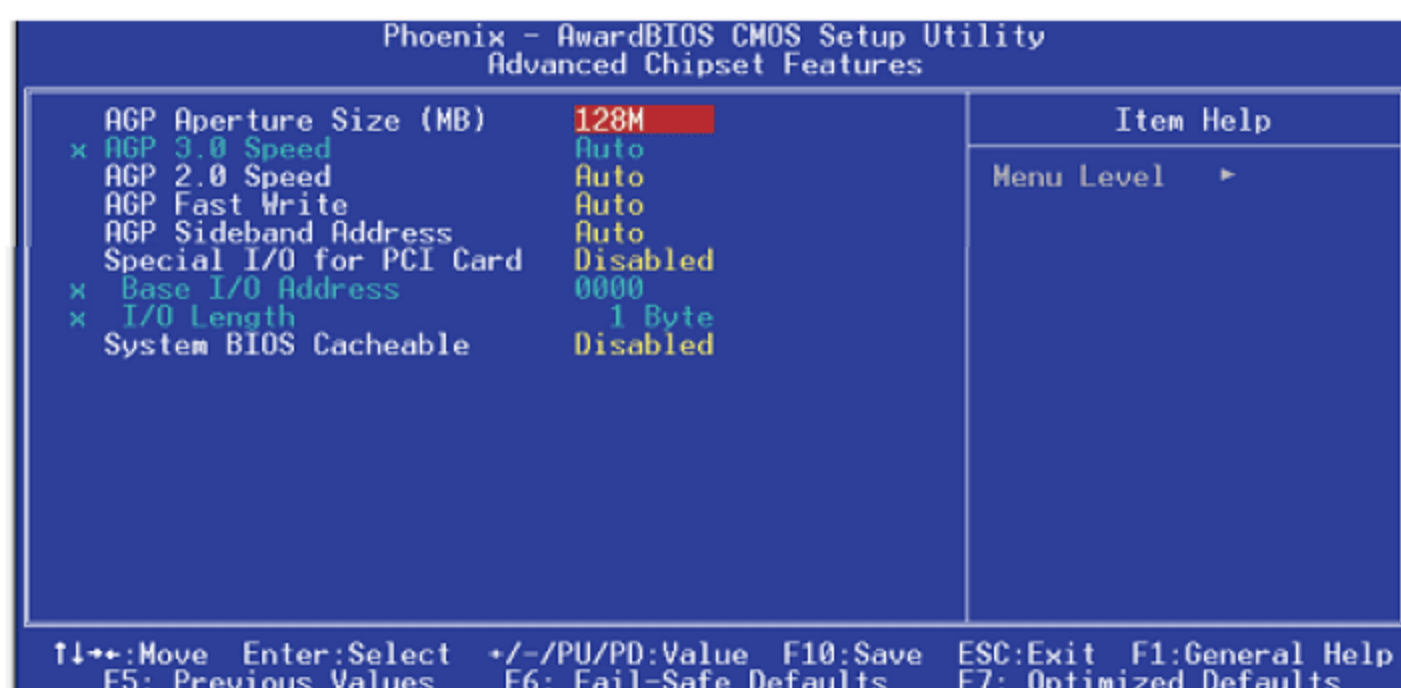 Phoenix - AwardBIOS CMOS Setup Utility
Advanced Chipset Features
AGP Aperture Size (MB) 128M
x AGP 3.0 Speed Auto
AGP 2.0 Speed Auto
AGP Fast Write Auto
AGP Sideband Address Auto
Special I/O for PCI Card Disabled
x Base I/O Address 0000
x I/O Length 1 Byte
System BIOS Cacheable Disabled
Item Help
Menu Level ►
↑↓→←:Move Enter:Select +/-/PU/PD:Value F10:Save ESC:Exit F1:General Help
F5: Previous Values F6: Fail-Safe Defaults F7: Optimized Defaults